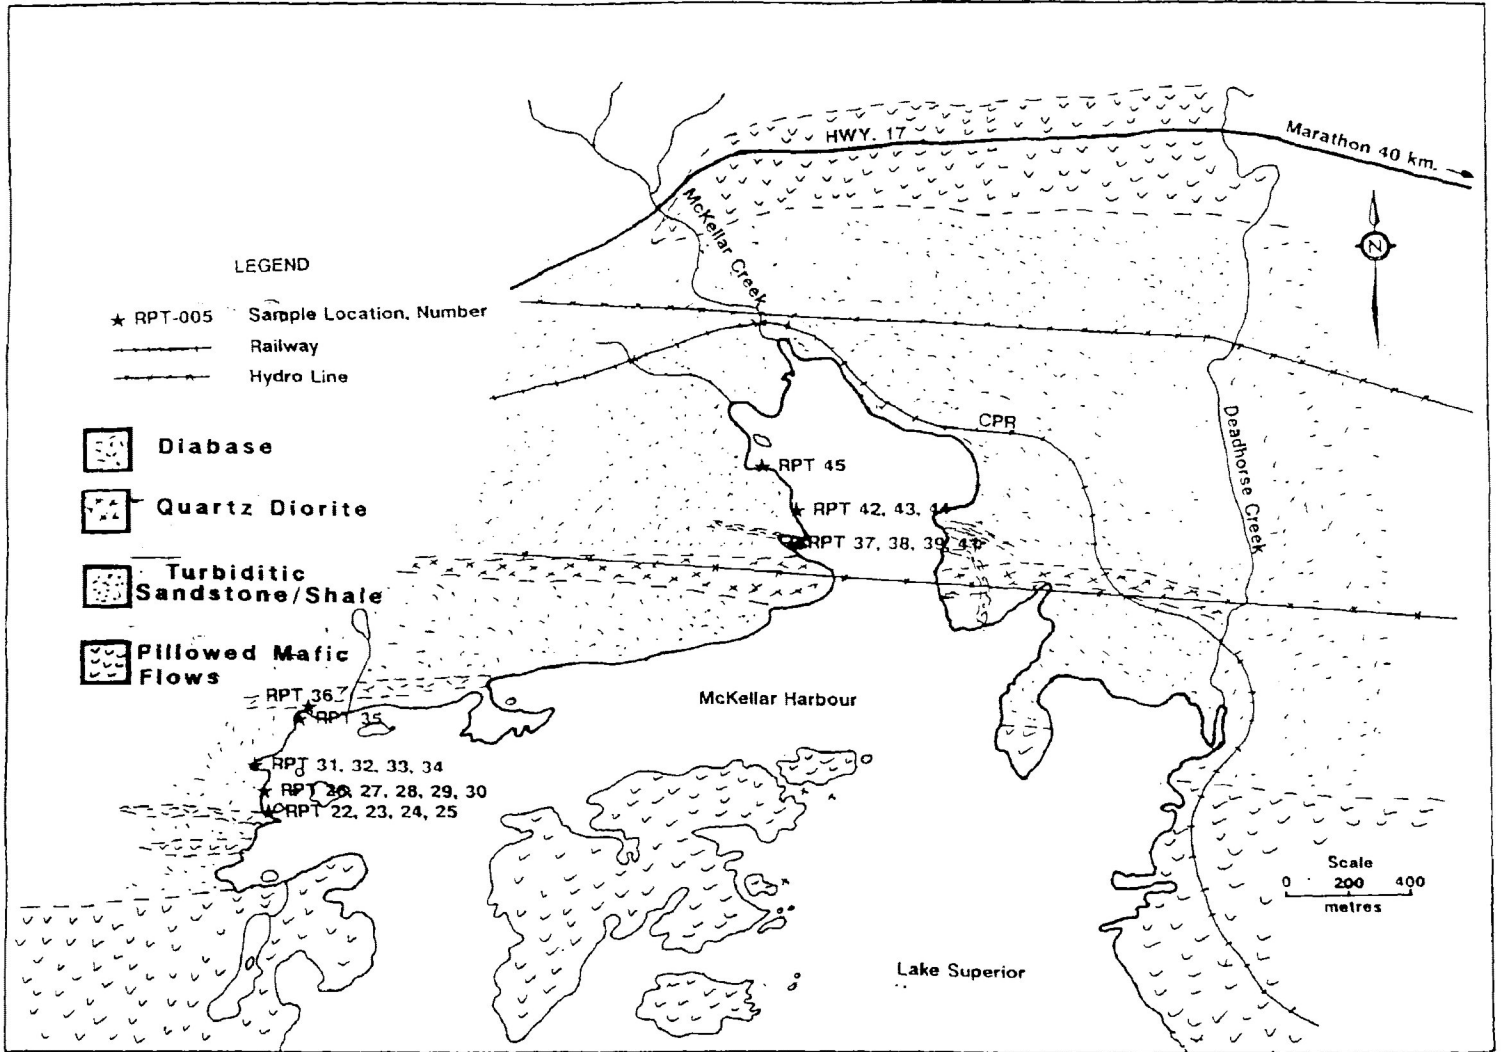 HWY. 17
Marathon 40 km.
McKellar Creek
N
LEGEND
★ RPT-005 Sample Location, Number
Railway
Hydro Line
Diabase
Quartz Diorite
Turbiditic
Sandstone/Shale
Pillowed Mafic
Flows
CPR
Deadhorse Creek
RPT 45
RPT 42, 43, 44
RPT 37, 38, 39, 41
RPT 36
RPT 35
RPT 31, 32, 33, 34
RPT 26, 27, 28, 29, 30
RPT 22, 23, 24, 25
McKellar Harbour
Lake Superior
Scale
0 200 400
metres